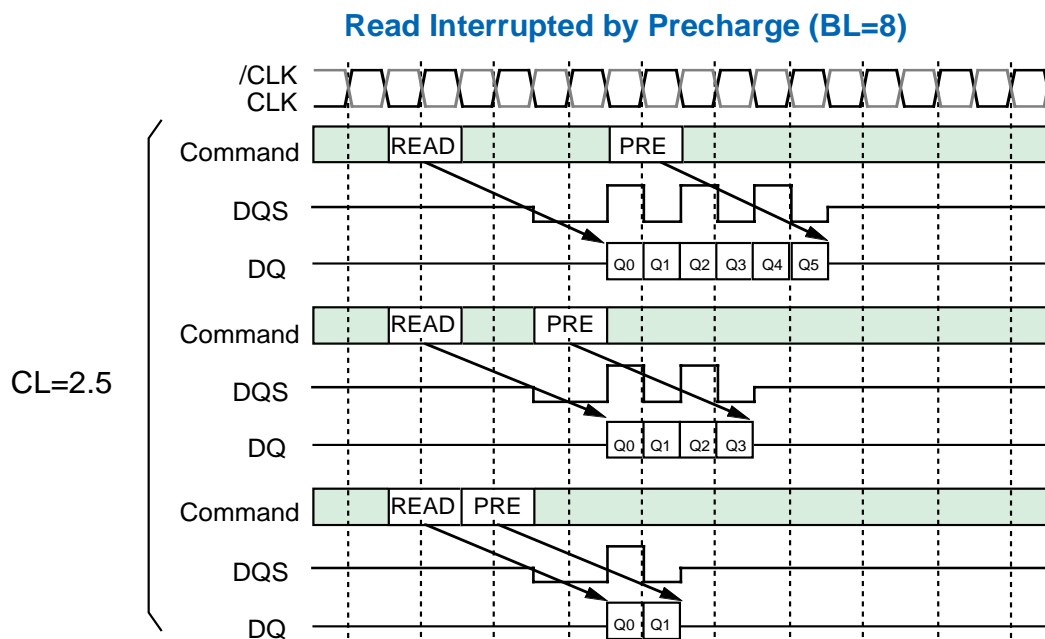 Read Interrupted by Precharge (BL=8)
/CLK
CLK
Command READ PRE
DQS
DQ Q0 Q1 Q2 Q3 Q4 Q5
CL=2.5
Command READ PRE
DQS
DQ Q0 Q1 Q2 Q3
Command READ PRE
DQS
DQ Q0 Q1